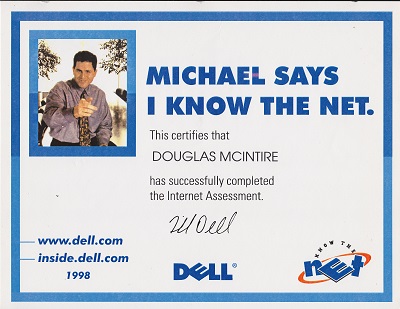 MICHAEL SAYS
I KNOW THE NET.
This certifies that
DOUGLAS MCINTIRE
has successfully completed
the Internet Assessment.
M Dell
www.dell.com
inside.dell.com
1998
DELL®
KNOW THE
net